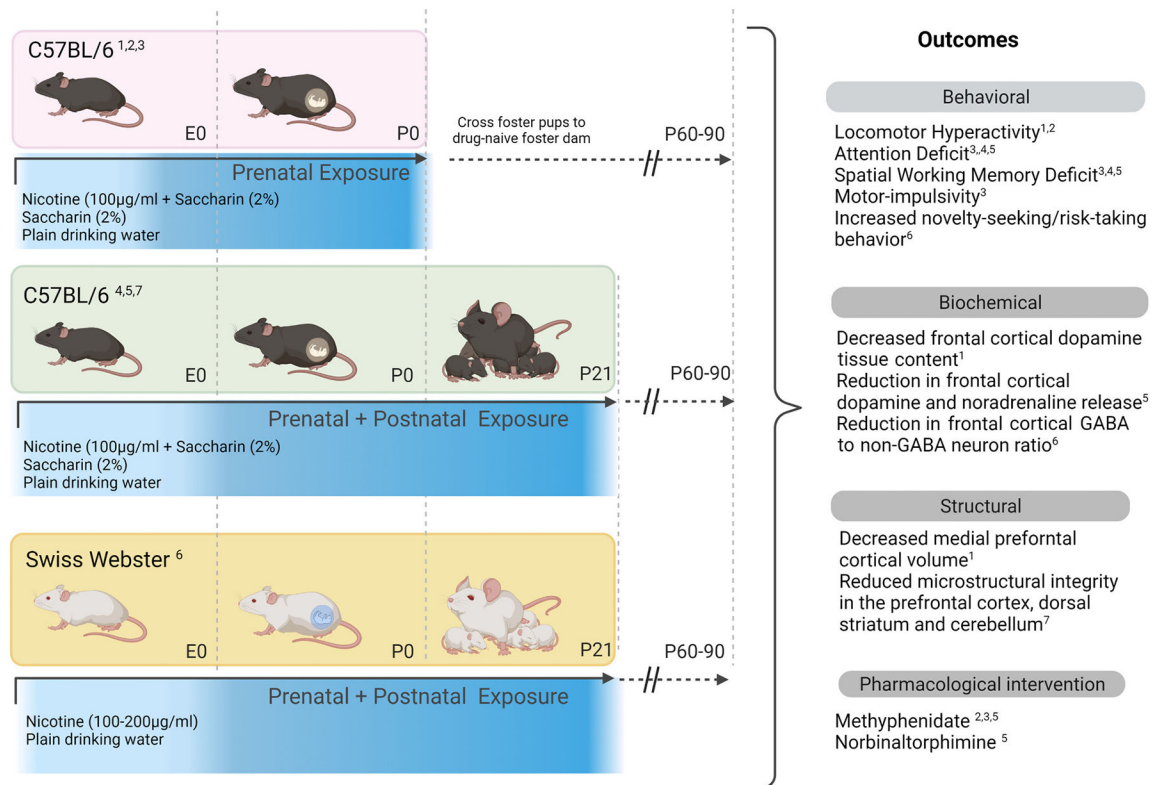 C57BL/6 1,2,3
E0
P0
Cross foster pups to
drug-naive foster dam
P60-90
Prenatal Exposure
Nicotine (100µg/ml + Saccharin (2%)
Saccharin (2%)
Plain drinking water
C57BL/6 4,5,7
E0
P0
P21
P60-90
Prenatal + Postnatal Exposure
Nicotine (100µg/ml + Saccharin (2%)
Saccharin (2%)
Plain drinking water
Swiss Webster 6
E0
P0
P21
P60-90
Prenatal + Postnatal Exposure
Nicotine (100-200µg/ml)
Plain drinking water
Outcomes
Behavioral
Locomotor Hyperactivity1,2
Attention Deficit3,,4,5
Spatial Working Memory Deficit3,4,5
Motor-impulsivity3
Increased novelty-seeking/risk-taking
behavior6
Biochemical
Decreased frontal cortical dopamine
tissue content1
Reduction in frontal cortical
dopamine and noradrenaline release5
Reduction in frontal cortical GABA
to non-GABA neuron ratio6
Structural
Decreased medial preforntal
cortical volume1
Reduced microstructural integrity
in the prefrontal cortex, dorsal
striatum and cerebellum7
Pharmacological intervention
Methyphenidate 2,3,5
Norbinaltorphimine 5